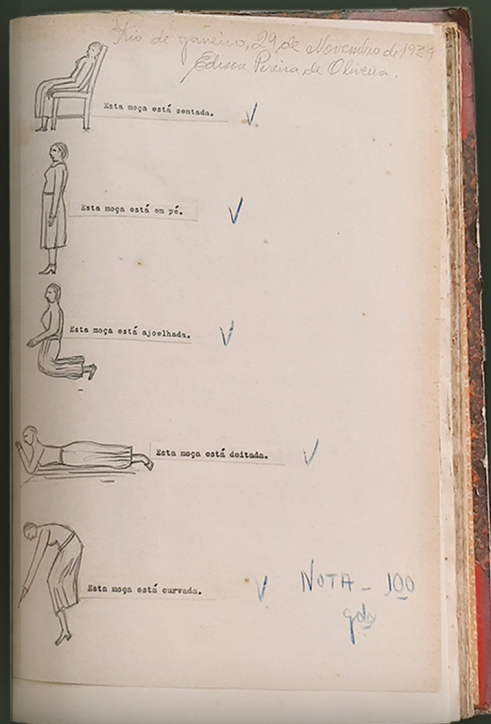 Rio de Janeiro, 29 de Novembro de 1939
Edison Pereira de Oliveira.
Esta moça está sentada.
Esta moça está em pé.
Esta moça está ajoelhada.
Esta moça está deitada.
Esta moça está curvada.
NOTA - 100